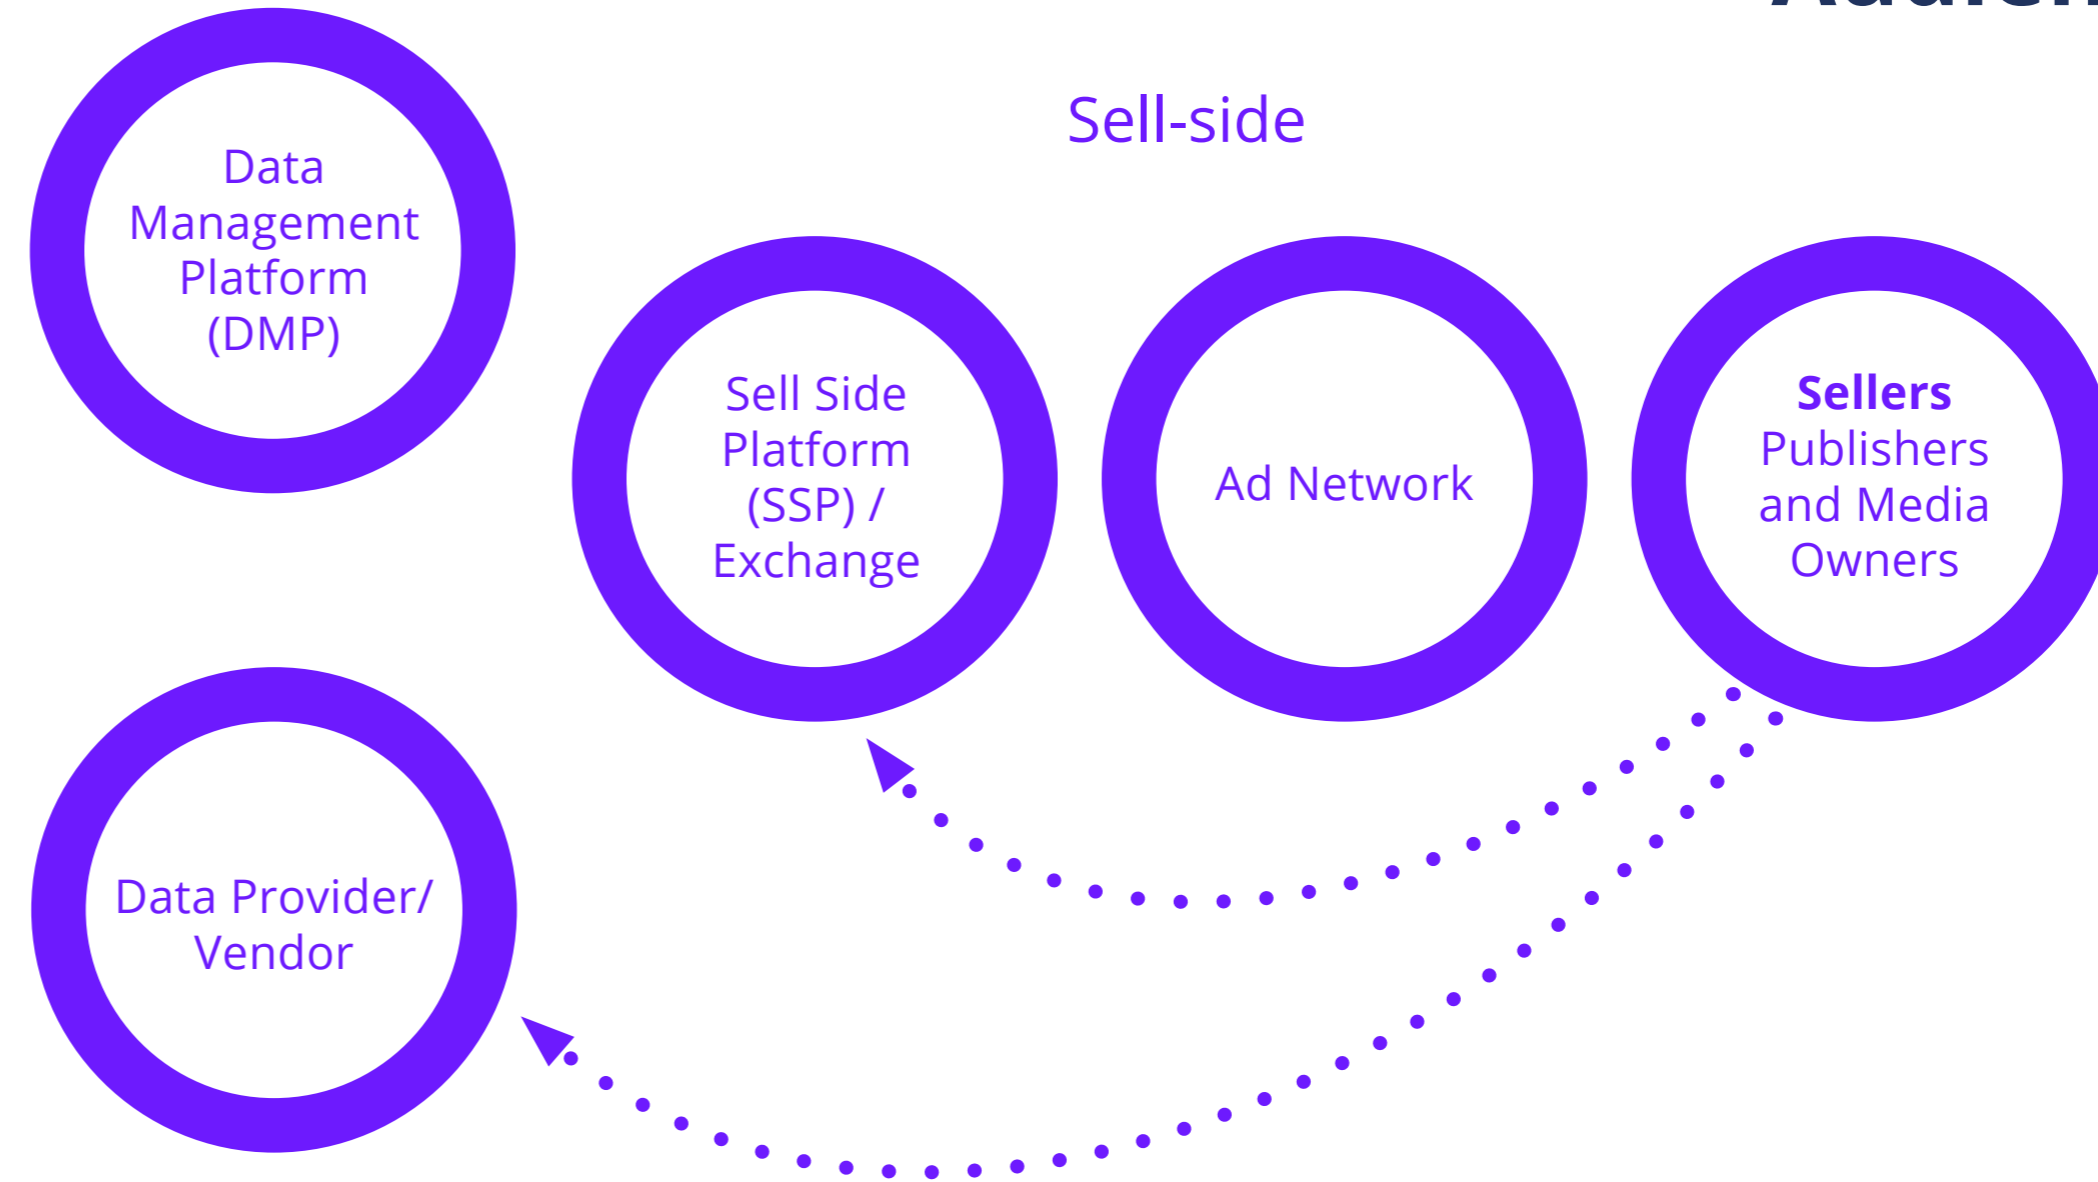 Sell-side
Data
Management
Platform
(DMP)
Sell Side
Platform
(SSP) /
Exchange
Ad Network
Sellers
Publishers
and Media
Owners
Data Provider/
Vendor